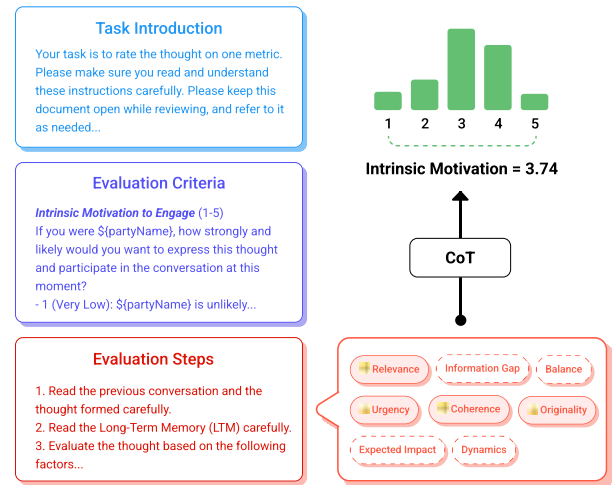 Task Introduction
Your task is to rate the thought on one metric.
Please make sure you read and understand
these instructions carefully. Please keep this
document open while reviewing, and refer to it
as needed...
Evaluation Criteria
Intrinsic Motivation to Engage (1-5)
If you were ${partyName}, how strongly and
likely would you want to express this thought
and participate in the conversation at this
moment?
- 1 (Very Low): ${partyName} is unlikely...
Evaluation Steps
1. Read the previous conversation and the
thought formed carefully.
2. Read the Long-Term Memory (LTM) carefully.
3. Evaluate the thought based on the following
factors...
1 2 3 4 5
Intrinsic Motivation = 3.74
CoT
Relevance Information Gap Balance
Urgency Coherence Originality
Expected Impact Dynamics